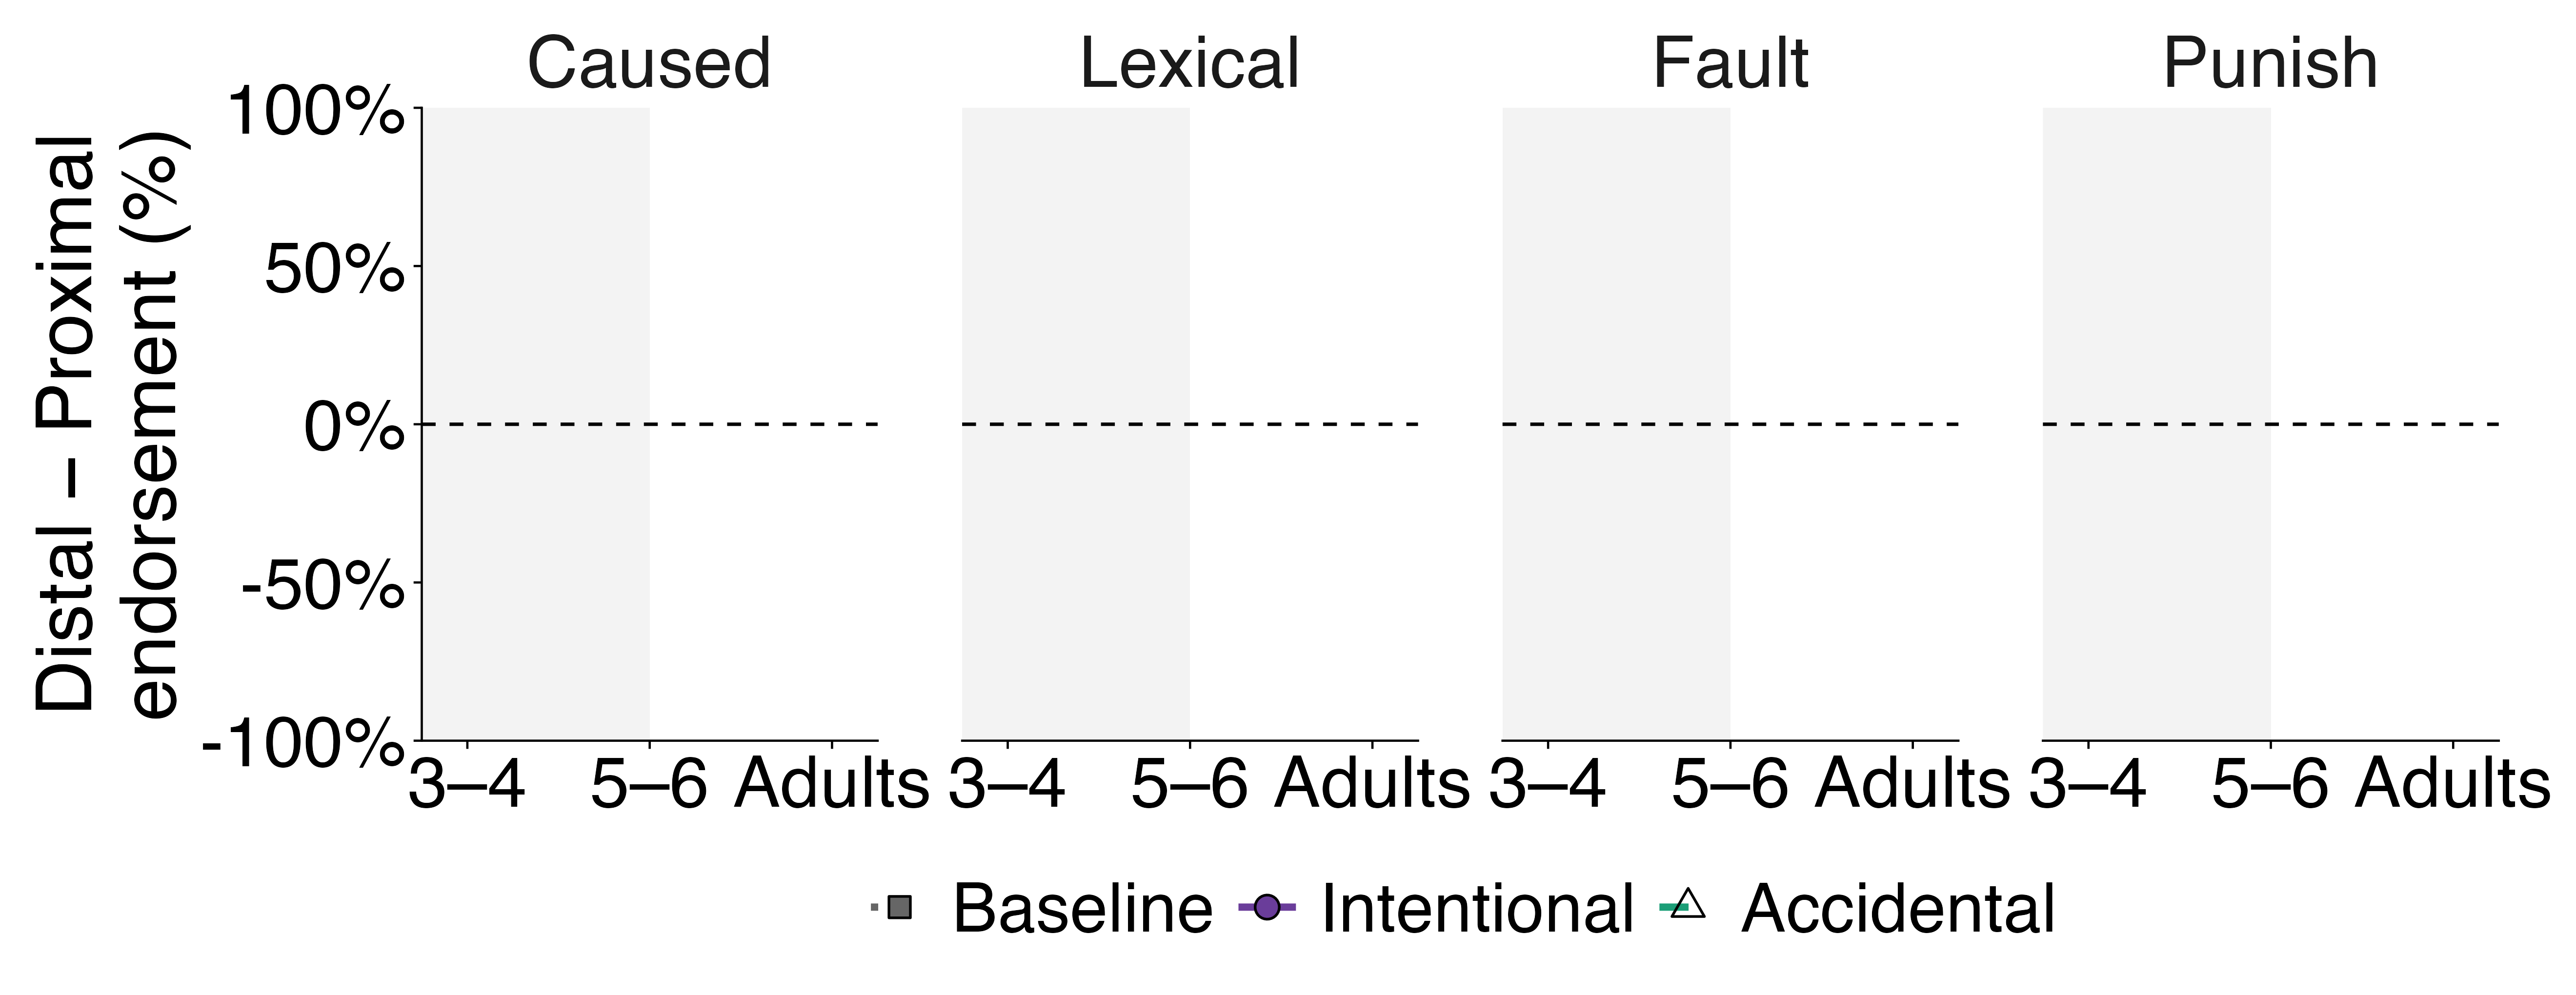 Caused Lexical Fault Punish
Distal – Proximal
endorsement (%)
100%
50%
0%
-50%
-100%
3–4 5–6 Adults 3–4 5–6 Adults 3–4 5–6 Adults 3–4 5–6 Adults
Baseline Intentional Accidental